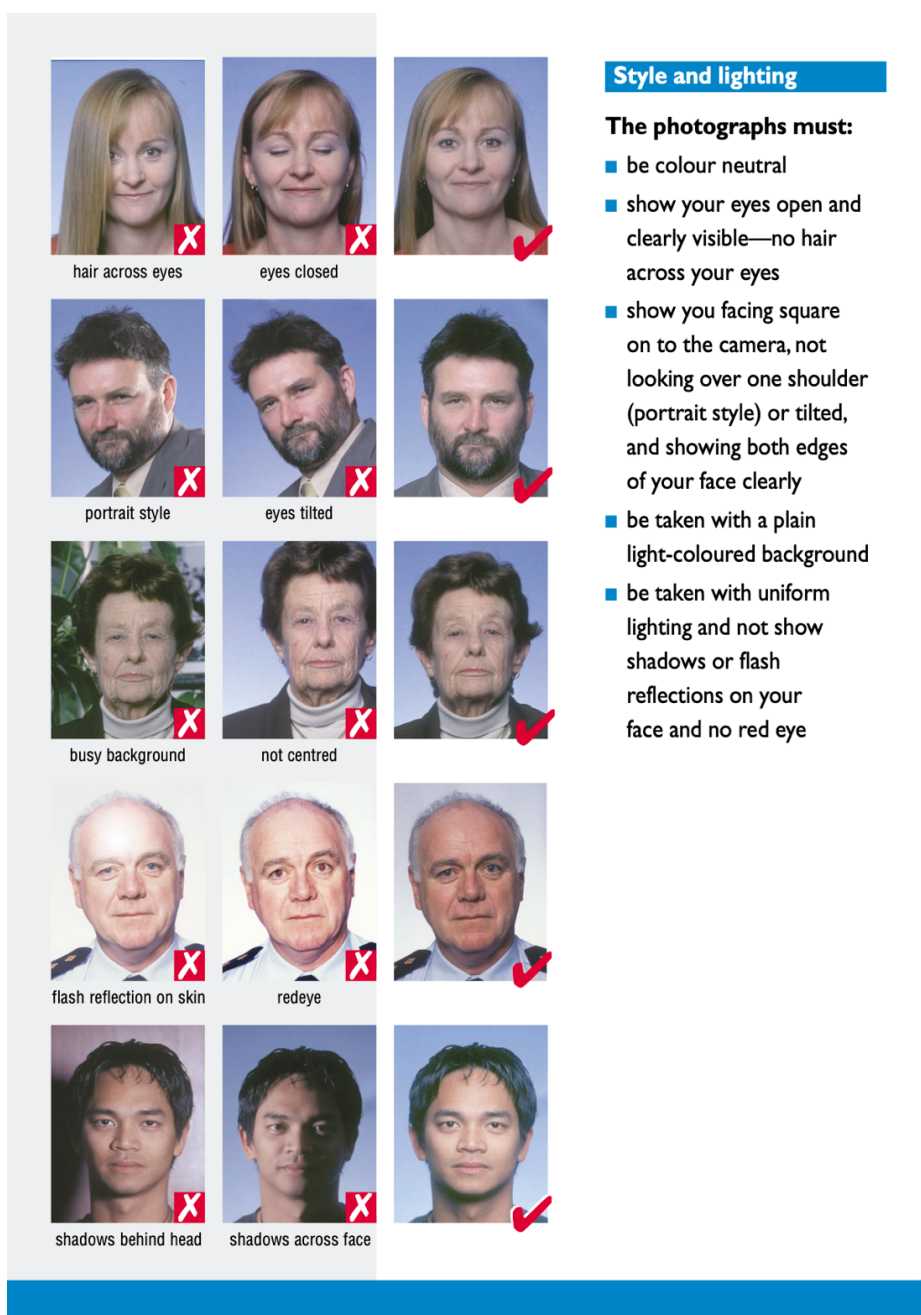 Style and lighting
The photographs must:
be colour neutral
show your eyes open and
clearly visible—no hair
across your eyes
show you facing square
on to the camera, not
looking over one shoulder
(portrait style) or tilted,
and showing both edges
of your face clearly
be taken with a plain
light-coloured background
be taken with uniform
lighting and not show
shadows or flash
reflections on your
face and no red eye
hair across eyes
eyes closed
portrait style
eyes tilted
busy background
not centred
flash reflection on skin
redeye
shadows behind head
shadows across face